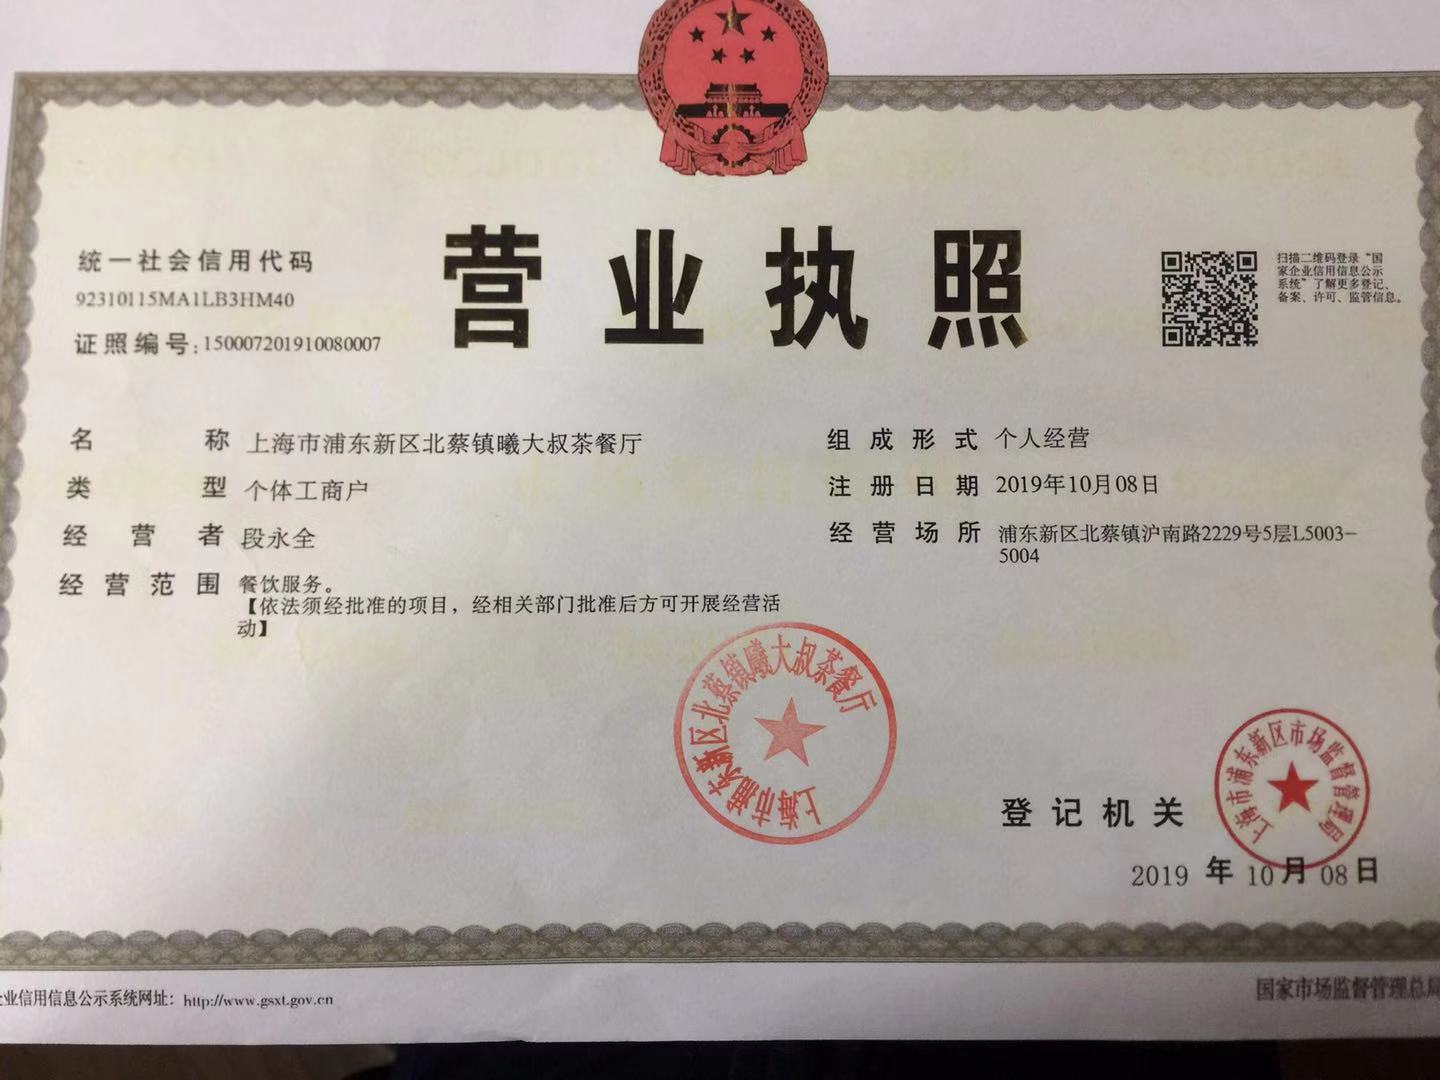 统一社会信用代码
92310115MA1LB3HM40
证照编号:150007201910080007
营业执照
扫描二维码登录“国
家企业信用信息公示
系统”了解更多登记、
备案、许可、监管信息。
名称 上海市浦东新区北蔡镇曦大叔茶餐厅
类型 个体工商户
经营者 段永全
经营范围 餐饮服务。
【依法须经批准的项目，经相关部门批准后方可开展经营活
动】
组成形式 个人经营
注册日期 2019年10月08日
经营场所 浦东新区北蔡镇沪南路2229号5层L5003-
5004
上海市浦东新区北蔡镇曦大叔茶餐厅
上海市浦东新区市场监督管理局
登记机关
2019 年 10 月 08 日
业信用信息公示系统网址：http://www.gsxt.gov.cn
国家市场监督管理总局